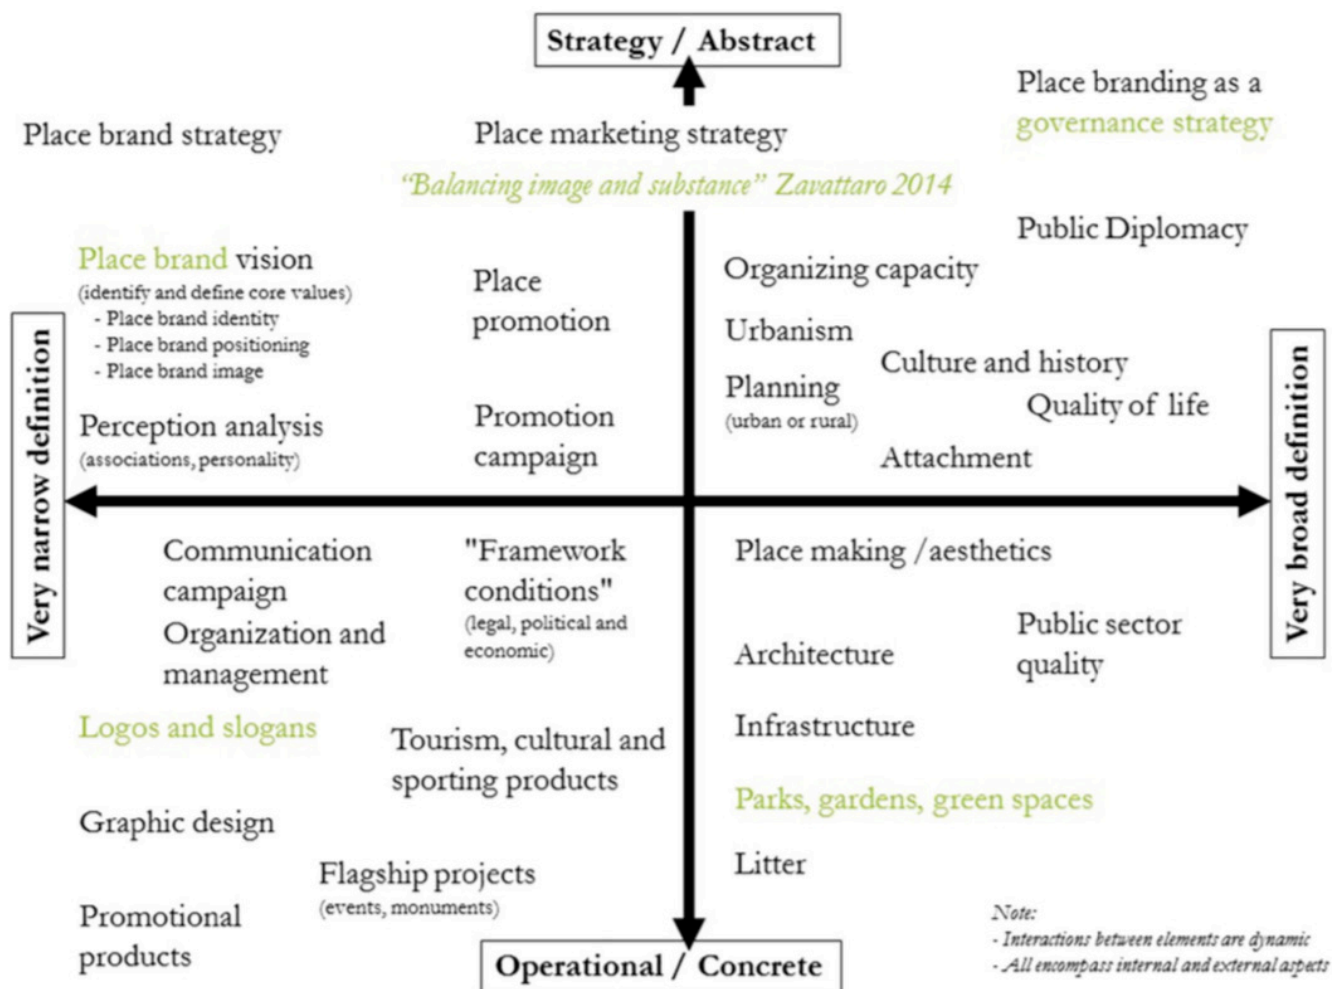 Strategy / Abstract
Place brand strategy
Place marketing strategy
Place branding as a
governance strategy
"Balancing image and substance" Zavattaro 2014
Place brand vision
(identify and define core values)
- Place brand identity
- Place brand positioning
- Place brand image
Perception analysis
(associations, personality)
Place
promotion
Promotion
campaign
Public Diplomacy
Organizing capacity
Urbanism
Planning
(urban or rural)
Culture and history
Quality of life
Attachment
Very narrow definition
Very broad definition
Communication
campaign
Organization and
management
Logos and slogans
Graphic design
Promotional
products
"Framework
conditions"
(legal, political and
economic)
Tourism, cultural and
sporting products
Flagship projects
(events, monuments)
Place making /aesthetics
Architecture
Public sector
quality
Infrastructure
Parks, gardens, green spaces
Litter
Note:
- Interactions between elements are dynamic
- All encompass internal and external aspects
Operational / Concrete